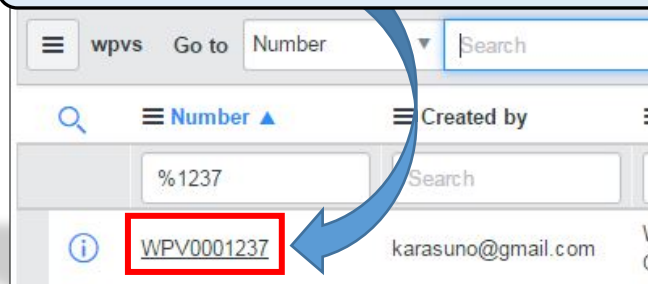 wpvs Go to Number Search
Number Created by
%1237 Search
WPV0001237 karasuno@gmail.com